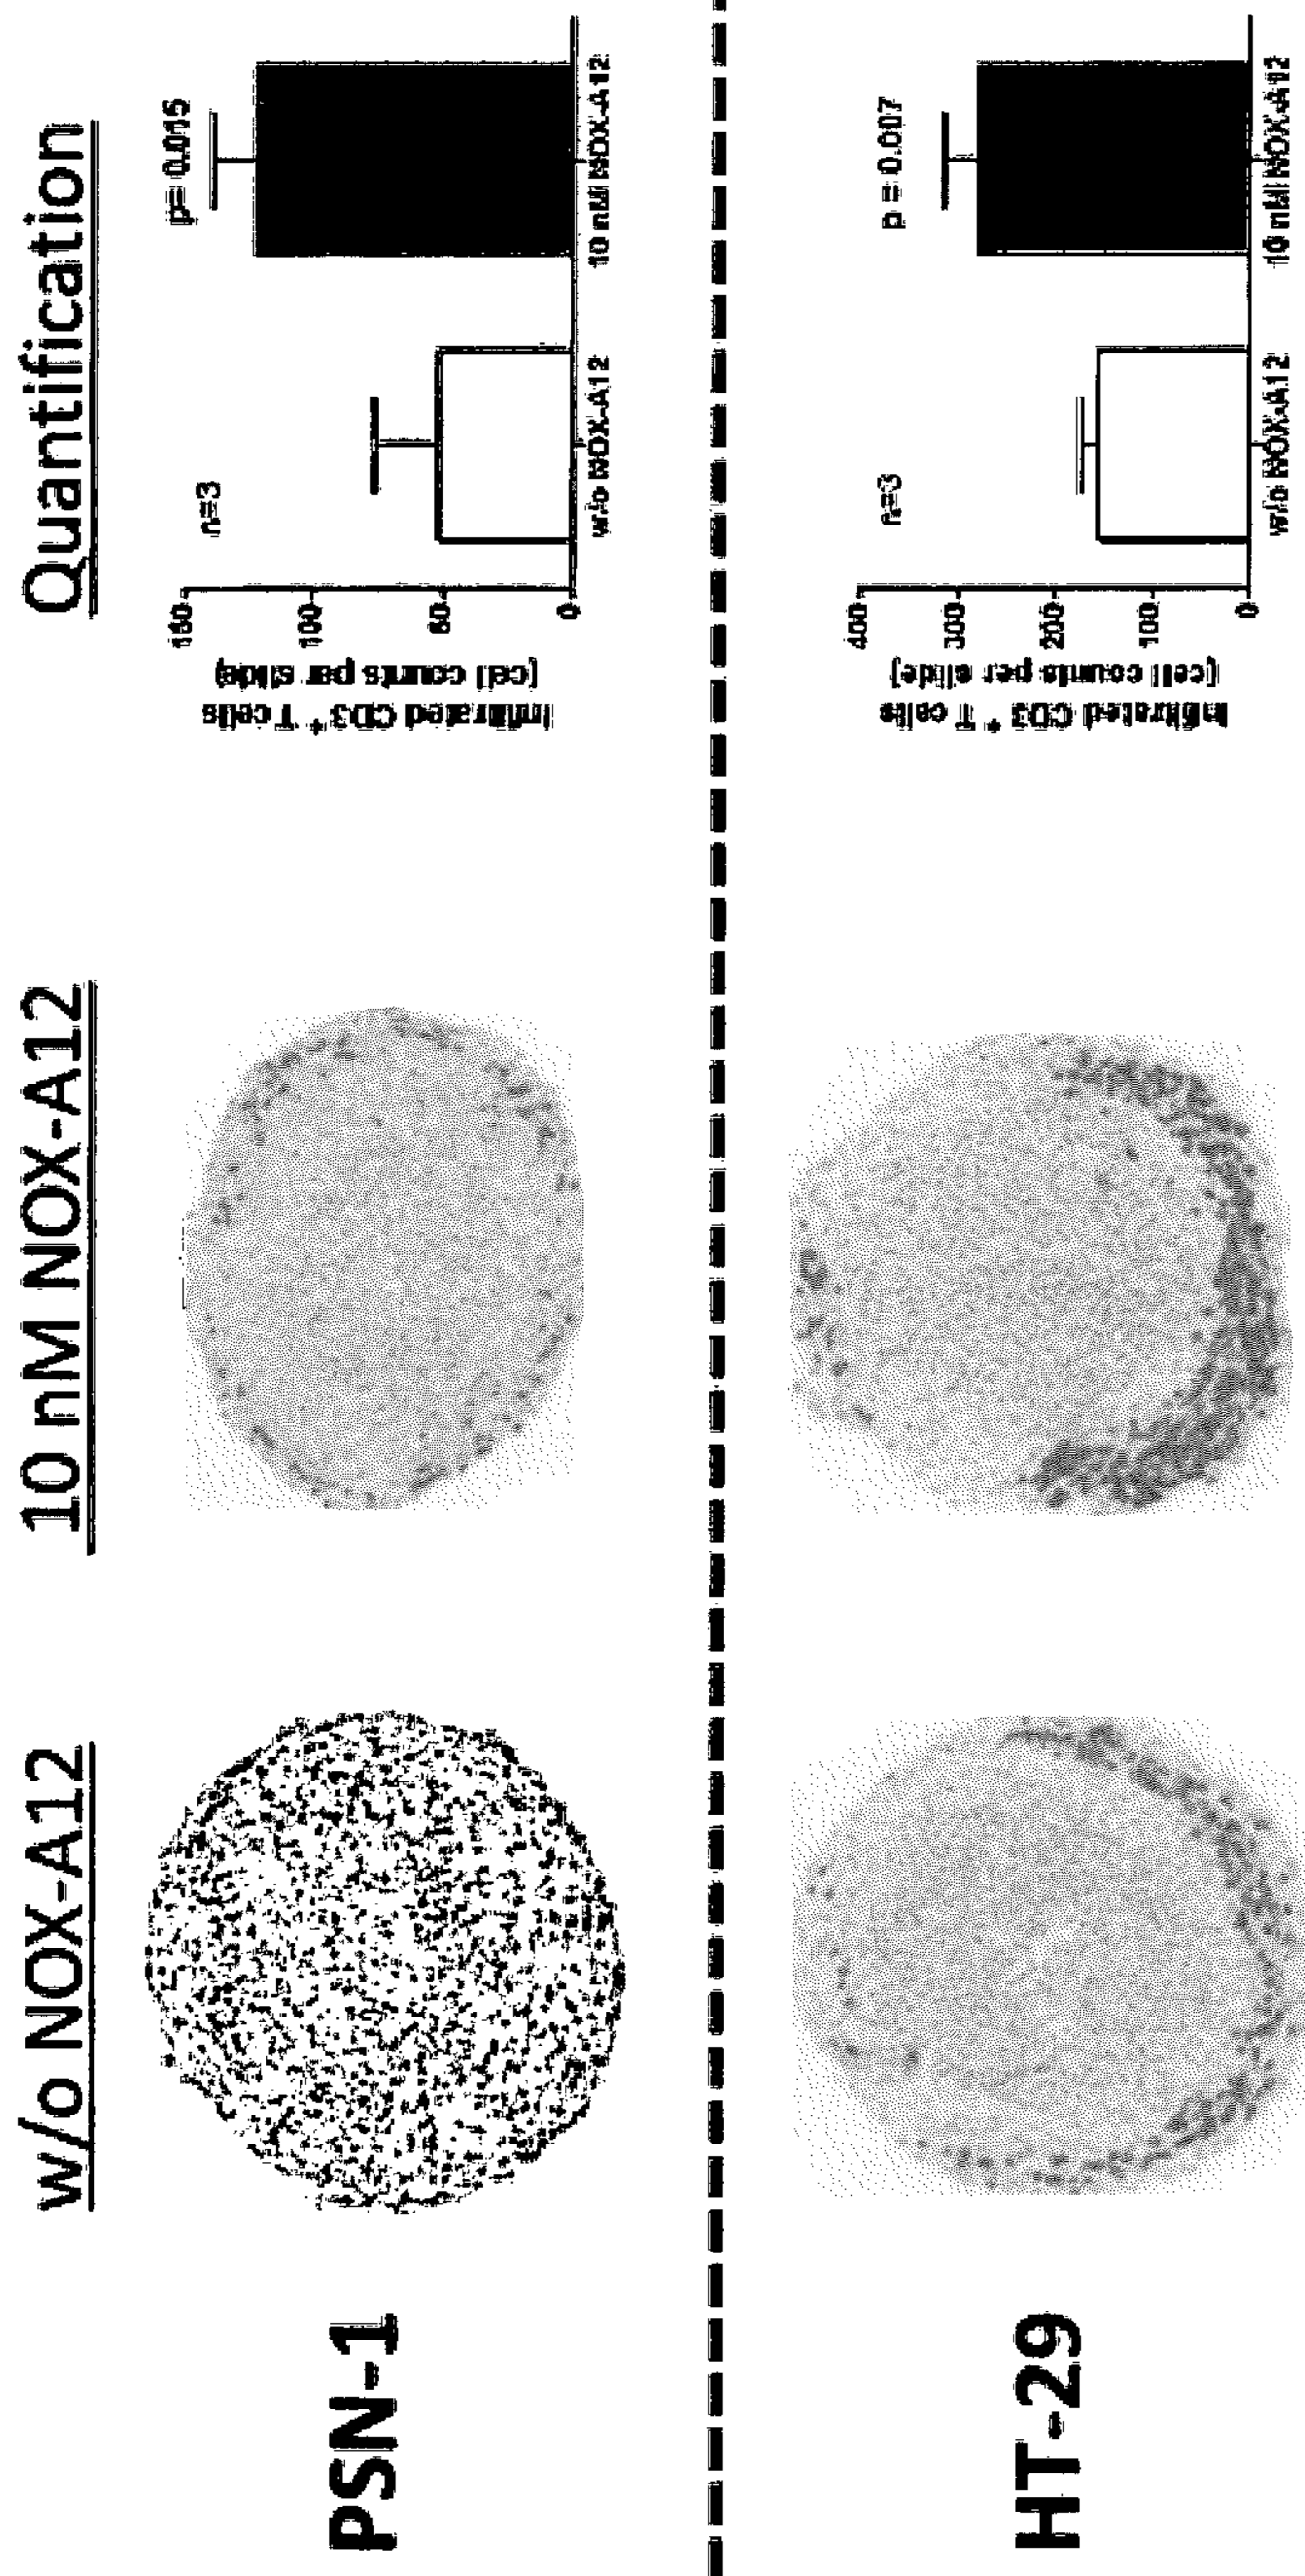 w/o NOX-A12
10 nM NOX-A12
Quantification
PSN-1
Infiltrated CD3+ T cells
(cell counts per slide)
150
100
50
0
n=3
p= 0.015
w/o NOX-A12
10 nM NOX-A12
HT-29
Infiltrated CD3+ T cells
(cell counts per slide)
400
300
200
100
0
n=3
p = 0.007
w/o NOX-A12
10 nM NOX-A12